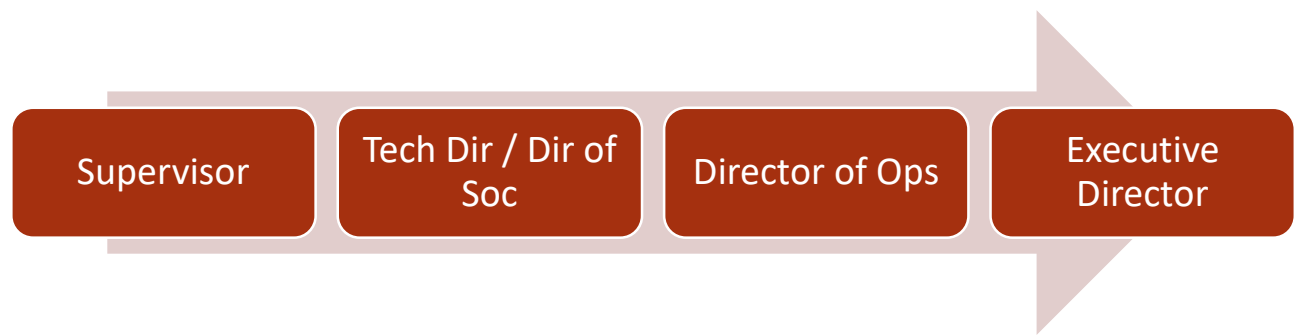 Supervisor
Tech Dir / Dir of
Soc
Director of Ops
Executive
Director